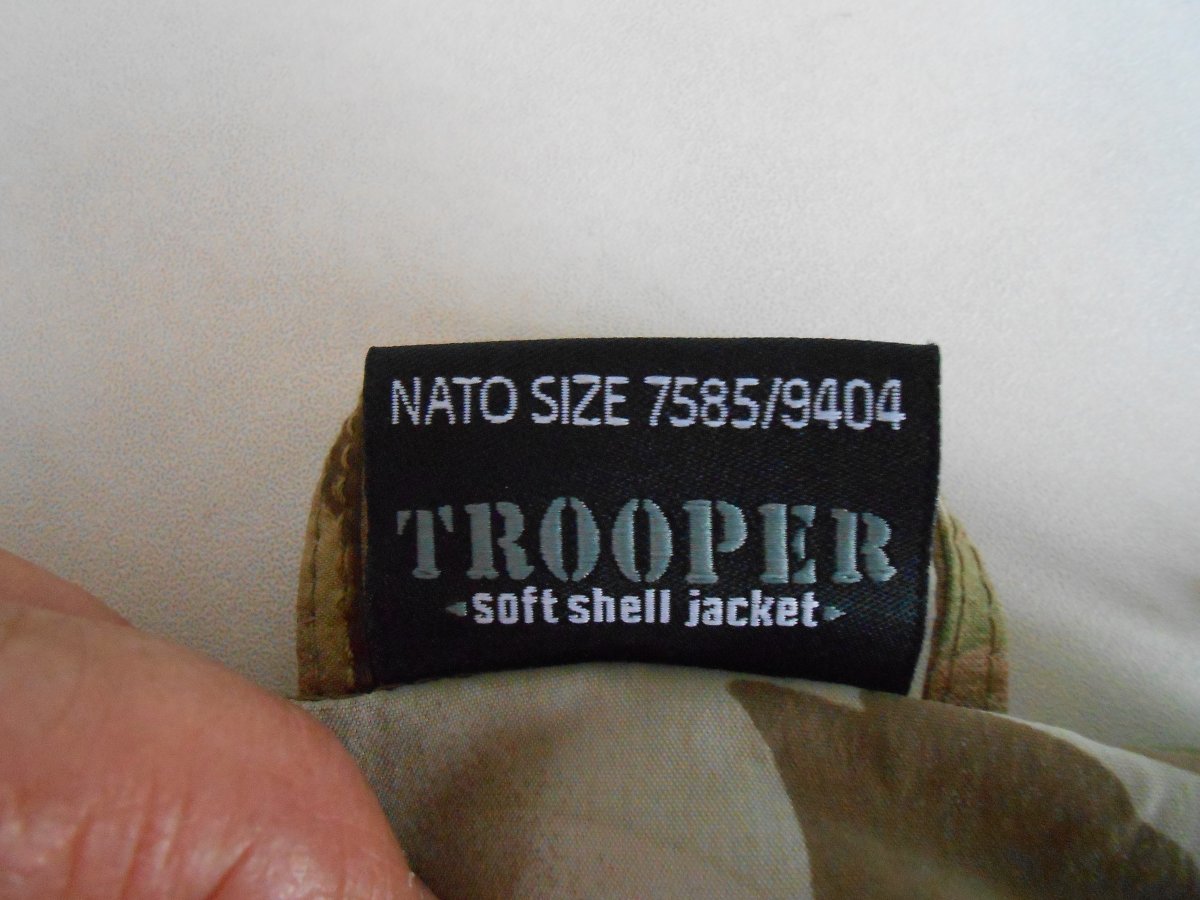 NATO SIZE 7585/9404
TROOPER
soft shell jacket